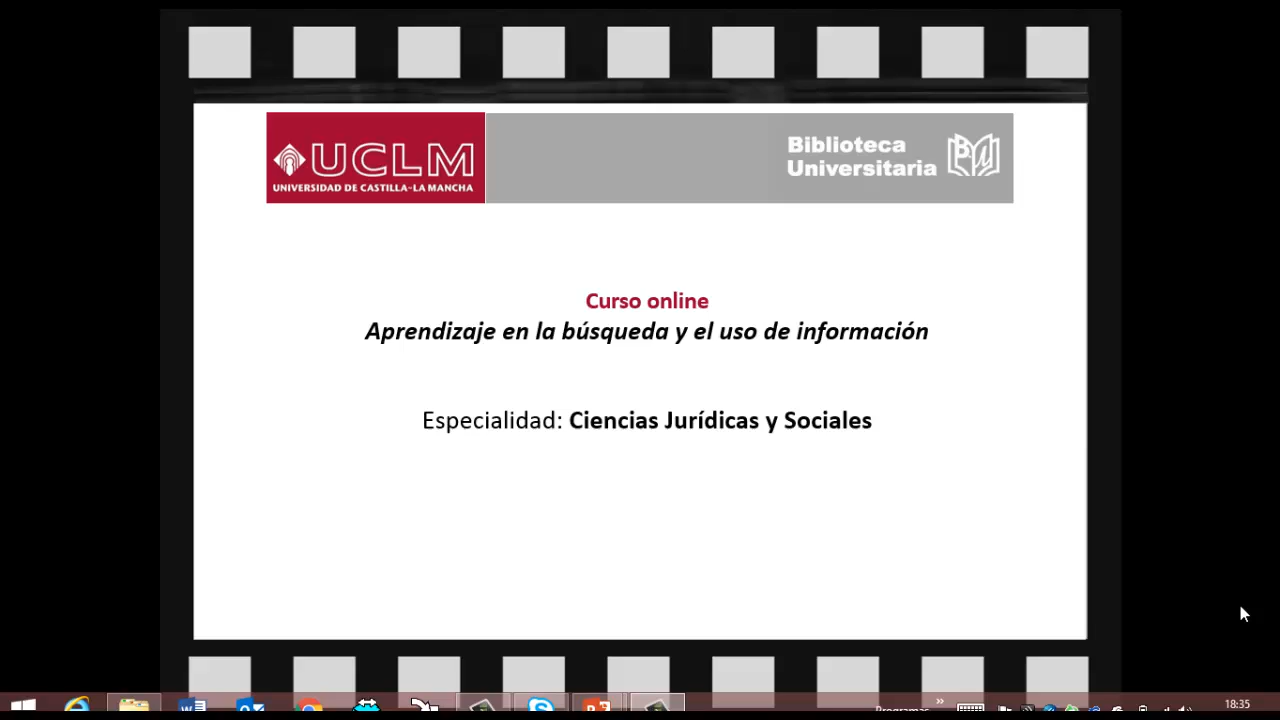 UCLM
UNIVERSIDAD DE CASTILLA-LA MANCHA
Biblioteca
Universitaria
Curso online
Aprendizaje en la búsqueda y el uso de información
Especialidad: Ciencias Jurídicas y Sociales
Programas
18:35